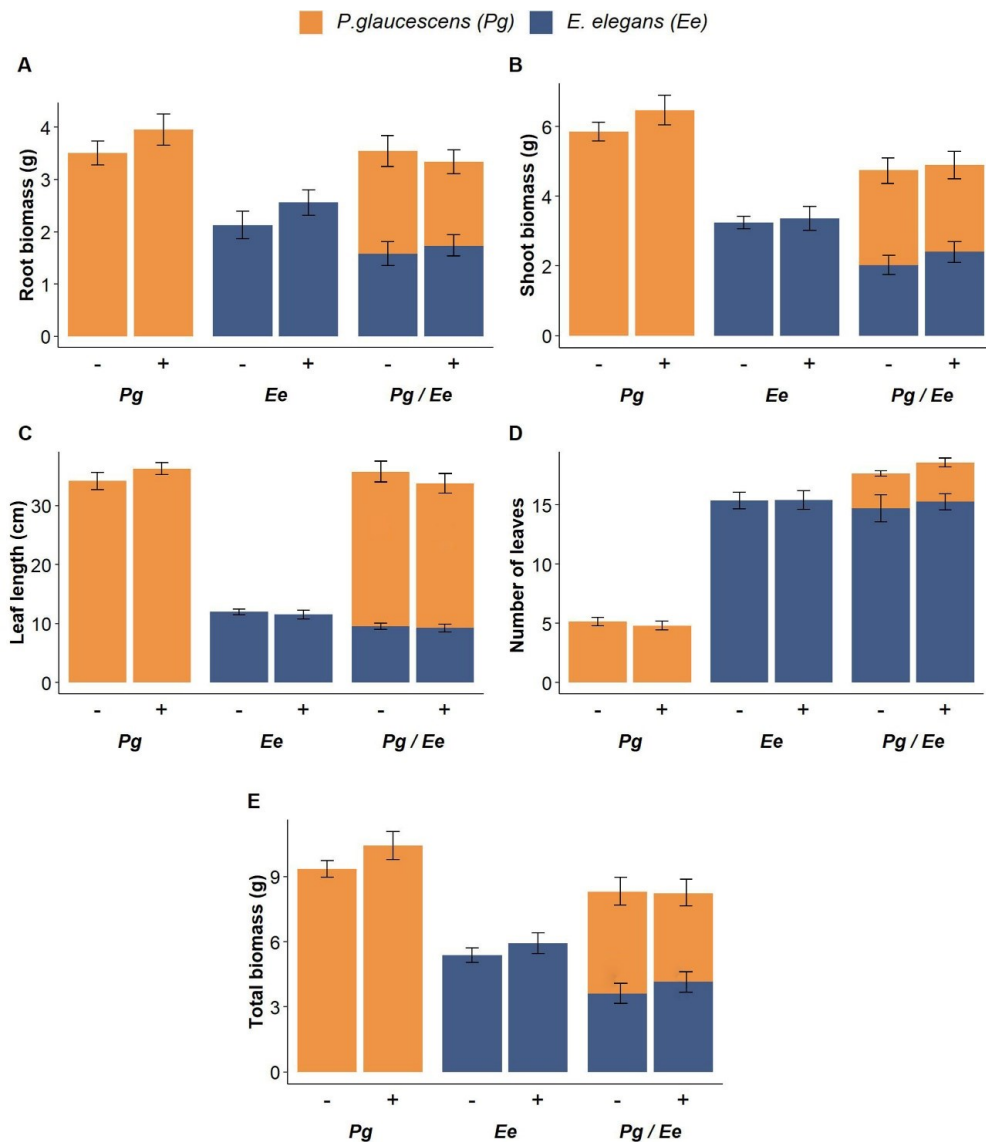 P.glaucescens (Pg) E. elegans (Ee)
A
Root biomass (g)
4
3
2
1
0
- + - + - +
Pg Ee Pg / Ee
B
Shoot biomass (g)
6
4
2
0
- + - + - +
Pg Ee Pg / Ee
C
Leaf length (cm)
30
20
10
0
- + - + - +
Pg Ee Pg / Ee
D
Number of leaves
15
10
5
0
- + - + - +
Pg Ee Pg / Ee
E
Total biomass (g)
9
6
3
0
- + - + - +
Pg Ee Pg / Ee